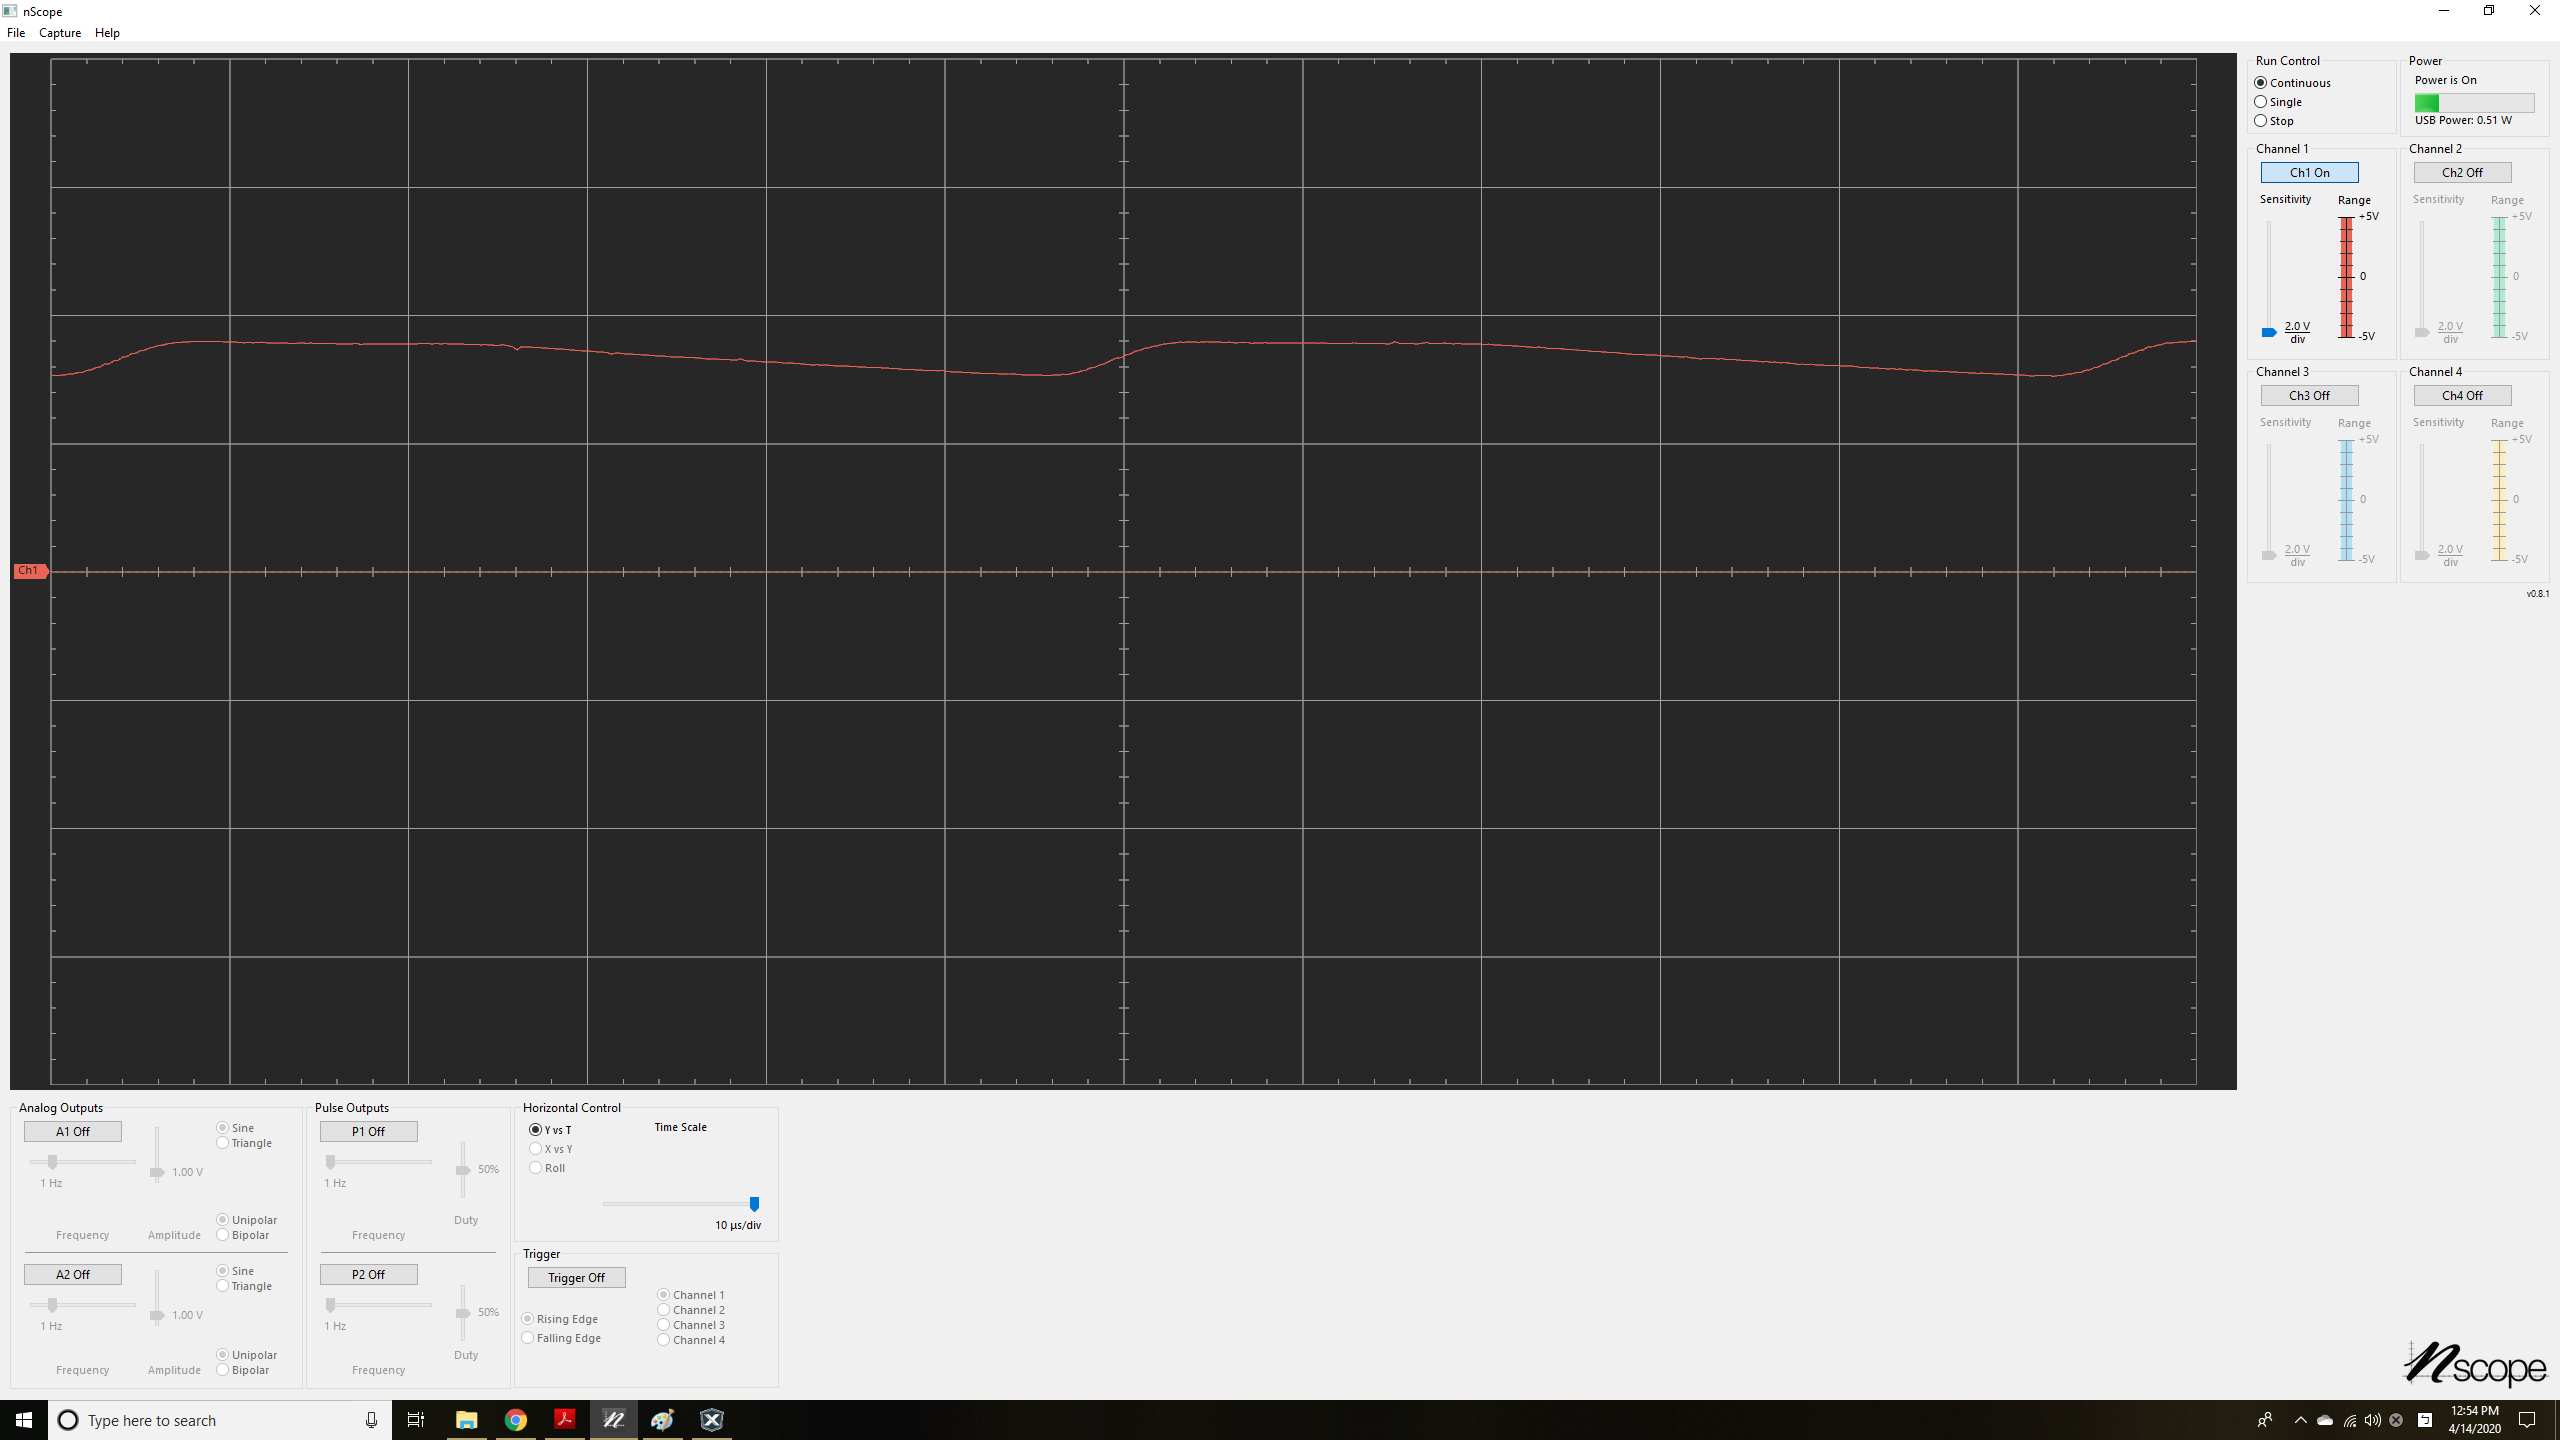 nScope
File Capture Help
Run Control
Continuous
Single
Stop
Power
Power is On
USB Power: 0.51 W
Channel 1
Ch1 On
Sensitivity Range
+5V
0
2.0 V
div
-5V
Channel 2
Ch2 Off
Sensitivity Range
+5V
0
2.0 V
div
-5V
Channel 3
Ch3 Off
Sensitivity Range
+5V
0
2.0 V
div
-5V
Channel 4
Ch4 Off
Sensitivity Range
+5V
0
2.0 V
div
-5V
v0.8.1
Ch1
Analog Outputs
A1 Off
Sine
Triangle
1.00 V
1 Hz
Unipolar
Bipolar
Frequency Amplitude
A2 Off
Sine
Triangle
1.00 V
1 Hz
Unipolar
Bipolar
Frequency Amplitude
Pulse Outputs
P1 Off
50%
1 Hz
Duty
Frequency
P2 Off
50%
1 Hz
Duty
Frequency
Horizontal Control
Y vs T
X vs Y
Roll
Time Scale
10 µs/div
Trigger
Trigger Off
Rising Edge
Falling Edge
Channel 1
Channel 2
Channel 3
Channel 4
nscope
Type here to search
12:54 PM
4/14/2020